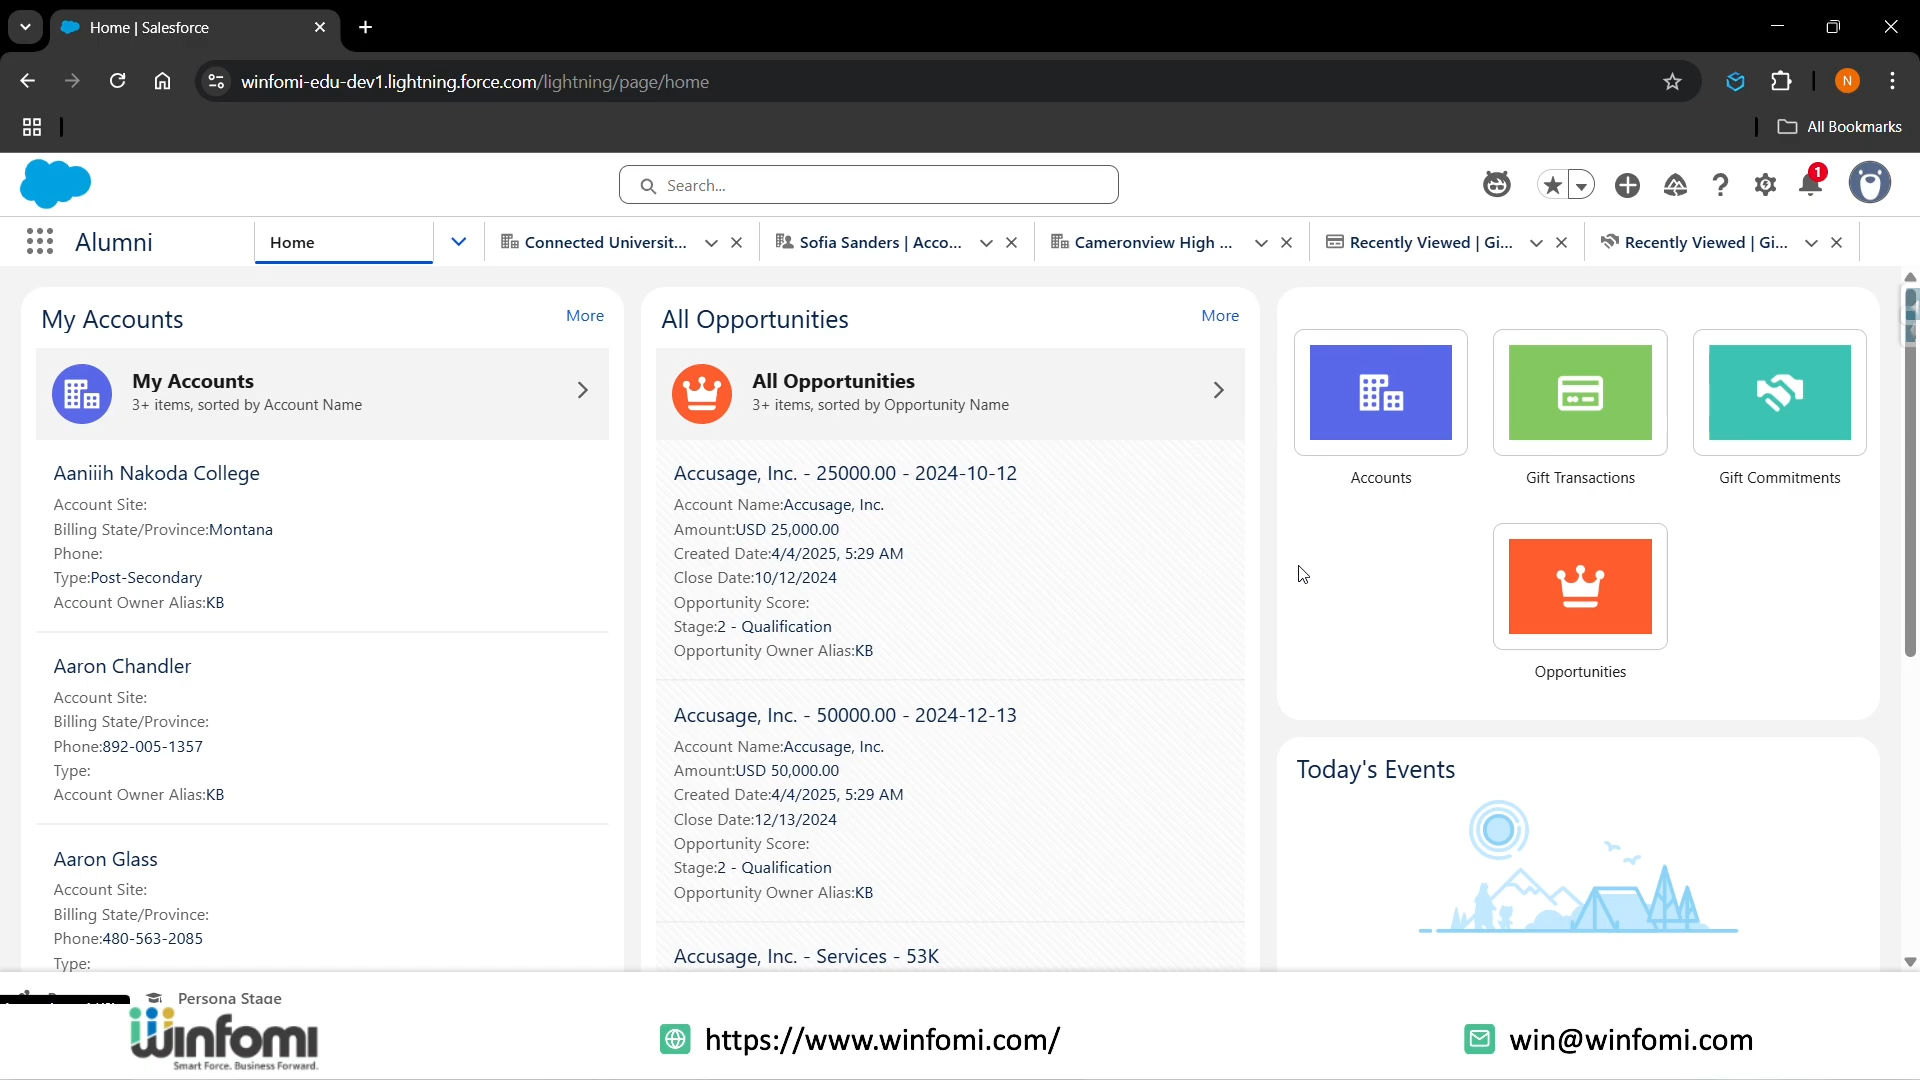 Home | Salesforce
winfomi-edu-dev1.lightning.force.com/lightning/page/home
N
All Bookmarks
Search...
1
Alumni
Home
Connected Universit...
Sofia Sanders | Acco...
Cameronview High ...
Recently Viewed | Gi...
Recently Viewed | Gi...
My Accounts
More
My Accounts
3+ items, sorted by Account Name
Aaniiih Nakoda College
Account Site:
Billing State/Province:Montana
Phone:
Type:Post-Secondary
Account Owner Alias:KB
Aaron Chandler
Account Site:
Billing State/Province:
Phone:892-005-1357
Type:
Account Owner Alias:KB
Aaron Glass
Account Site:
Billing State/Province:
Phone:480-563-2085
Type:
All Opportunities
More
All Opportunities
3+ items, sorted by Opportunity Name
Accusage, Inc. - 25000.00 - 2024-10-12
Account Name:Accusage, Inc.
Amount:USD 25,000.00
Created Date:4/4/2025, 5:29 AM
Close Date:10/12/2024
Opportunity Score:
Stage:2 - Qualification
Opportunity Owner Alias:KB
Accusage, Inc. - 50000.00 - 2024-12-13
Account Name:Accusage, Inc.
Amount:USD 50,000.00
Created Date:4/4/2025, 5:29 AM
Close Date:12/13/2024
Opportunity Score:
Stage:2 - Qualification
Opportunity Owner Alias:KB
Accusage, Inc. - Services - 53K
Accounts
Gift Transactions
Gift Commitments
Opportunities
Today's Events
Persona Stage
Winfomi
Smart Force. Business Forward.
https://www.winfomi.com/
win@winfomi.com